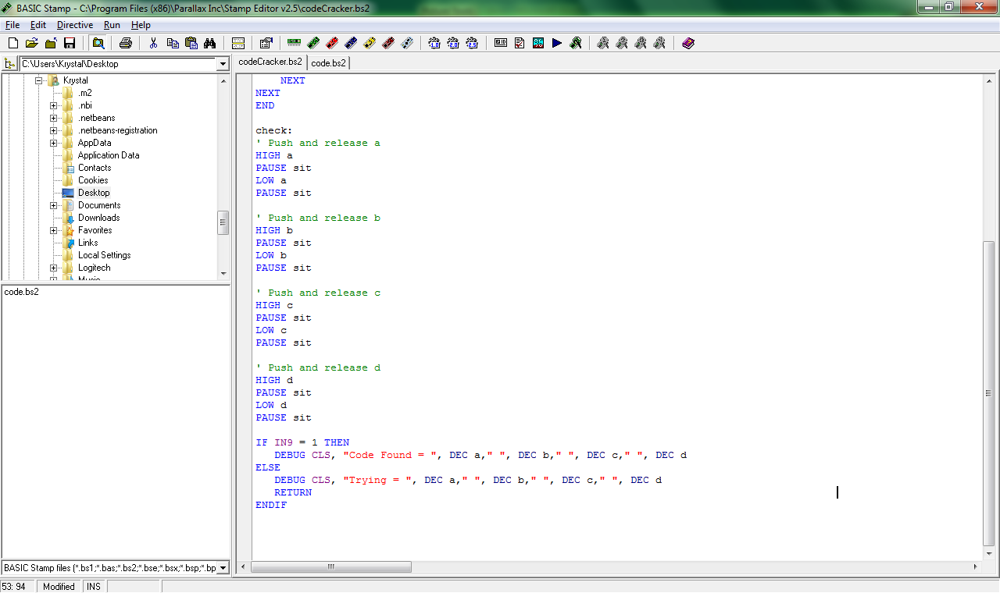 BASIC Stamp - C:\Program Files (x86)\Parallax Inc\Stamp Editor v2.5\codeCracker.bs2
File Edit Directive Run Help
C:\Users\Krystal\Desktop
Krystal
.m2
.nbi
.netbeans
.netbeans-registration
AppData
Application Data
Contacts
Cookies
Desktop
Documents
Downloads
Favorites
Links
Local Settings
Logitech
Music
code.bs2
BASIC Stamp files (*.bs1;*.bas;*.bs2;*.bse;*.bsx;*.bsp;*.bp
codeCracker.bs2 code.bs2
    NEXT
NEXT
END

check:
' Push and release a
HIGH a
PAUSE sit
LOW a
PAUSE sit

' Push and release b
HIGH b
PAUSE sit
LOW b
PAUSE sit

' Push and release c
HIGH c
PAUSE sit
LOW c
PAUSE sit

' Push and release d
HIGH d
PAUSE sit
LOW d
PAUSE sit

IF IN9 = 1 THEN
   DEBUG CLS, "Code Found = ", DEC a," ", DEC b," ", DEC c," ", DEC d
ELSE
   DEBUG CLS, "Trying = ", DEC a," ", DEC b," ", DEC c," ", DEC d
   RETURN
ENDIF
53: 94 Modified INS